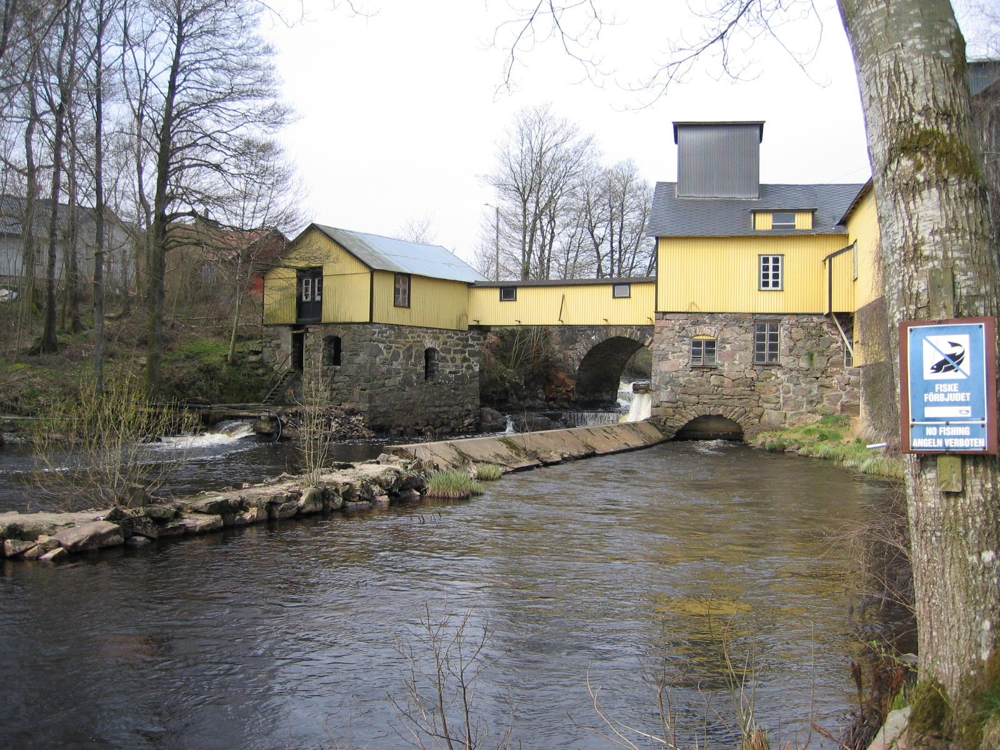 FISKE
FÖRBJUDET
NO FISHING
ANGELN VERBOTEN